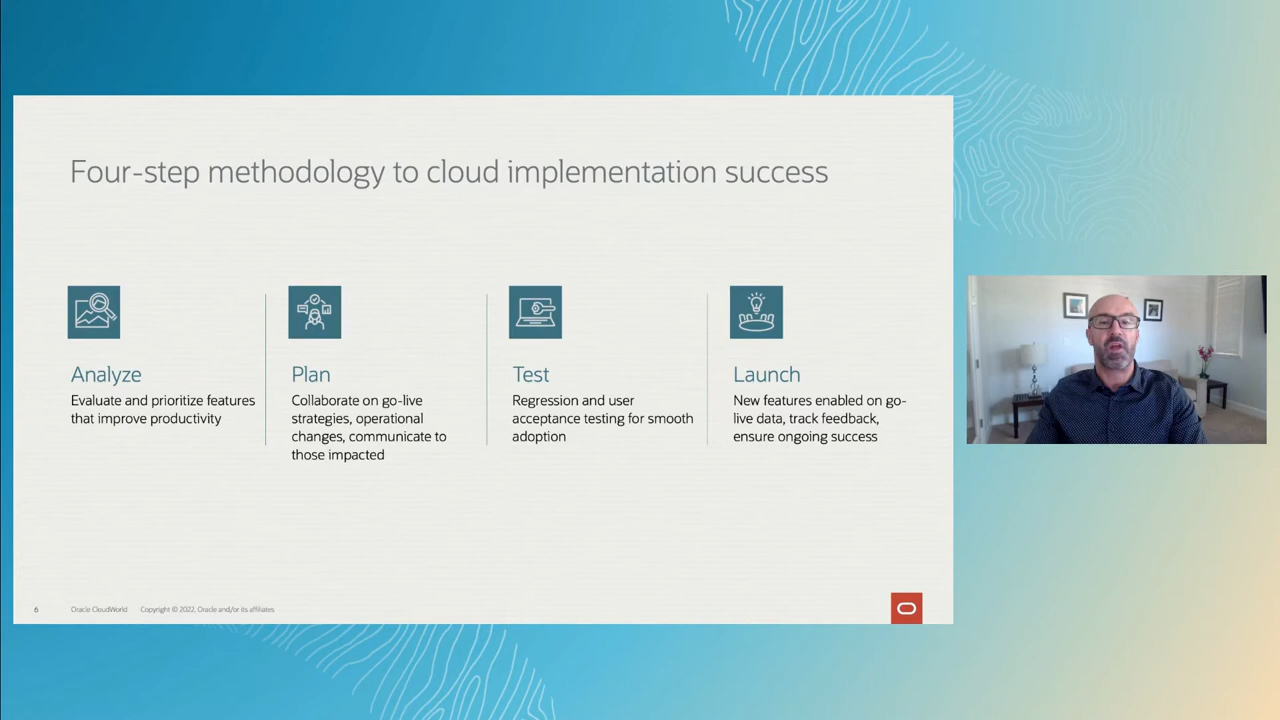 Four-step methodology to cloud implementation success
Analyze
Evaluate and prioritize features
that improve productivity
Plan
Collaborate on go-live
strategies, operational
changes, communicate to
those impacted
Test
Regression and user
acceptance testing for smooth
adoption
Launch
New features enabled on go-
live data, track feedback,
ensure ongoing success
6
Oracle CloudWorld
Copyright © 2022, Oracle and/or its affiliates